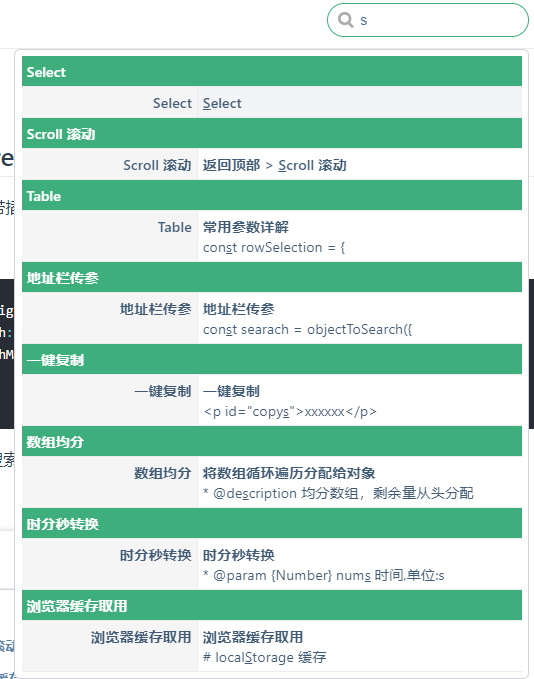 s
Select
Select Select
Scroll 滚动
Scroll 滚动 返回顶部 > Scroll 滚动
Table
Table 常用参数详解
const rowSelection = {
地址栏传参
地址栏传参 地址栏传参
const searach = objectToSearch({
一键复制
一键复制 一键复制
<p id="copys">xxxxxx</p>
数组均分
数组均分 将数组循环遍历分配给对象
* @description 均分数组，剩余量从头分配
时分秒转换
时分秒转换 时分秒转换
* @param {Number} nums 时间,单位:s
浏览器缓存取用
浏览器缓存取用 浏览器缓存取用
# localStorage 缓存